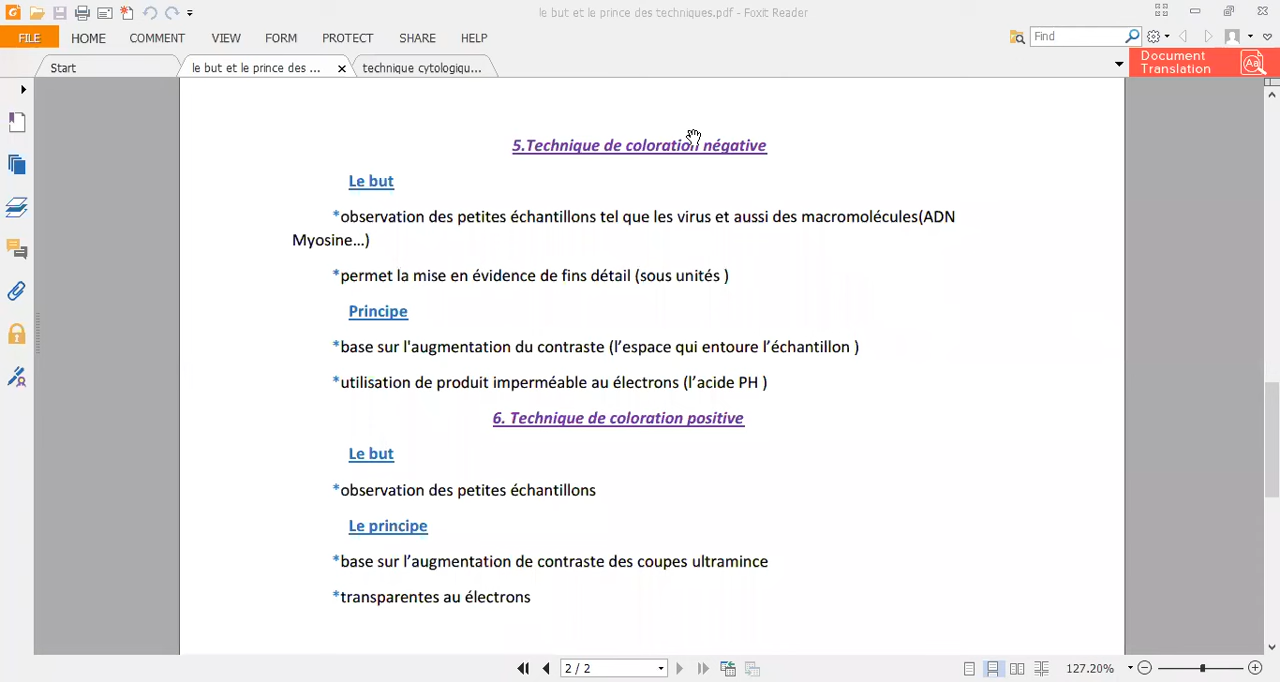 le but et le prince des techniques.pdf - Foxit Reader
FILE HOME COMMENT VIEW FORM PROTECT SHARE HELP
Find
Start
le but et le prince des ...
technique cytologiqu...
Document
Translation
5.Technique de coloration négative
Le but
*observation des petites échantillons tel que les virus et aussi des macromolécules(ADN
Myosine...)
*permet la mise en évidence de fins détail (sous unités )
Principe
*base sur l'augmentation du contraste (l’espace qui entoure l’échantillon )
*utilisation de produit imperméable au électrons (l’acide PH )
6. Technique de coloration positive
Le but
*observation des petites échantillons
Le principe
*base sur l’augmentation de contraste des coupes ultramince
*transparentes au électrons
2 / 2
127.20%